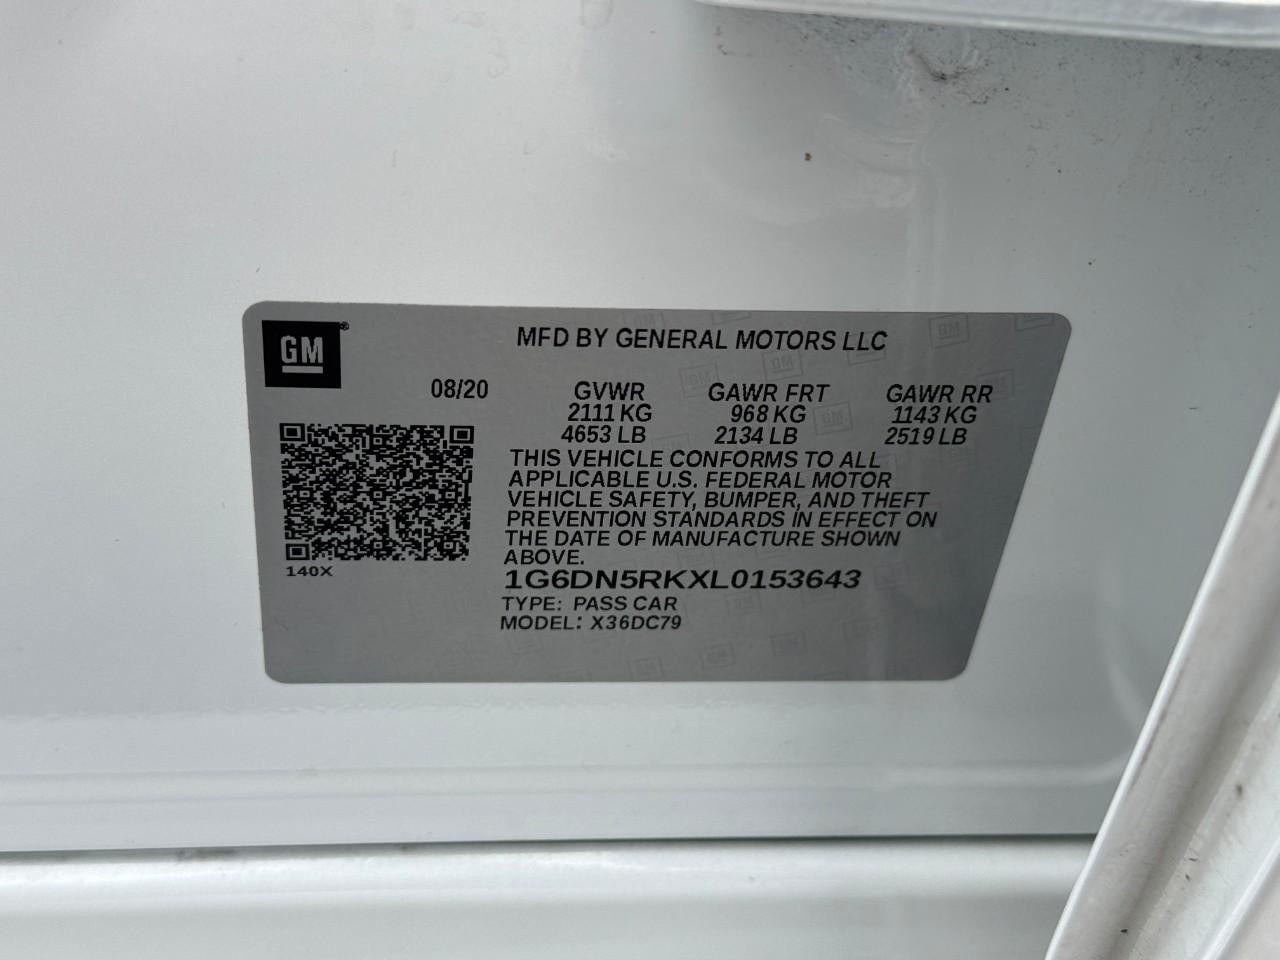 GM®
MFD BY GENERAL MOTORS LLC
08/20 GVWR GAWR FRT GAWR RR
2111 KG 968 KG 1143 KG
4653 LB 2134 LB 2519 LB
THIS VEHICLE CONFORMS TO ALL
APPLICABLE U.S. FEDERAL MOTOR
VEHICLE SAFETY, BUMPER, AND THEFT
PREVENTION STANDARDS IN EFFECT ON
THE DATE OF MANUFACTURE SHOWN
ABOVE.
140X
1G6DN5RKXL0153643
TYPE: PASS CAR
MODEL: X36DC79